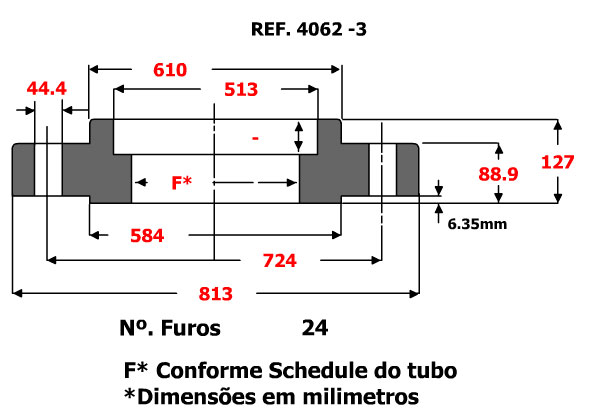 REF. 4062 -3
610
44.4
513
-
127
F*
88.9
6.35mm
584
724
813
Nº. Furos 24
F* Conforme Schedule do tubo
*Dimensões em milimetros